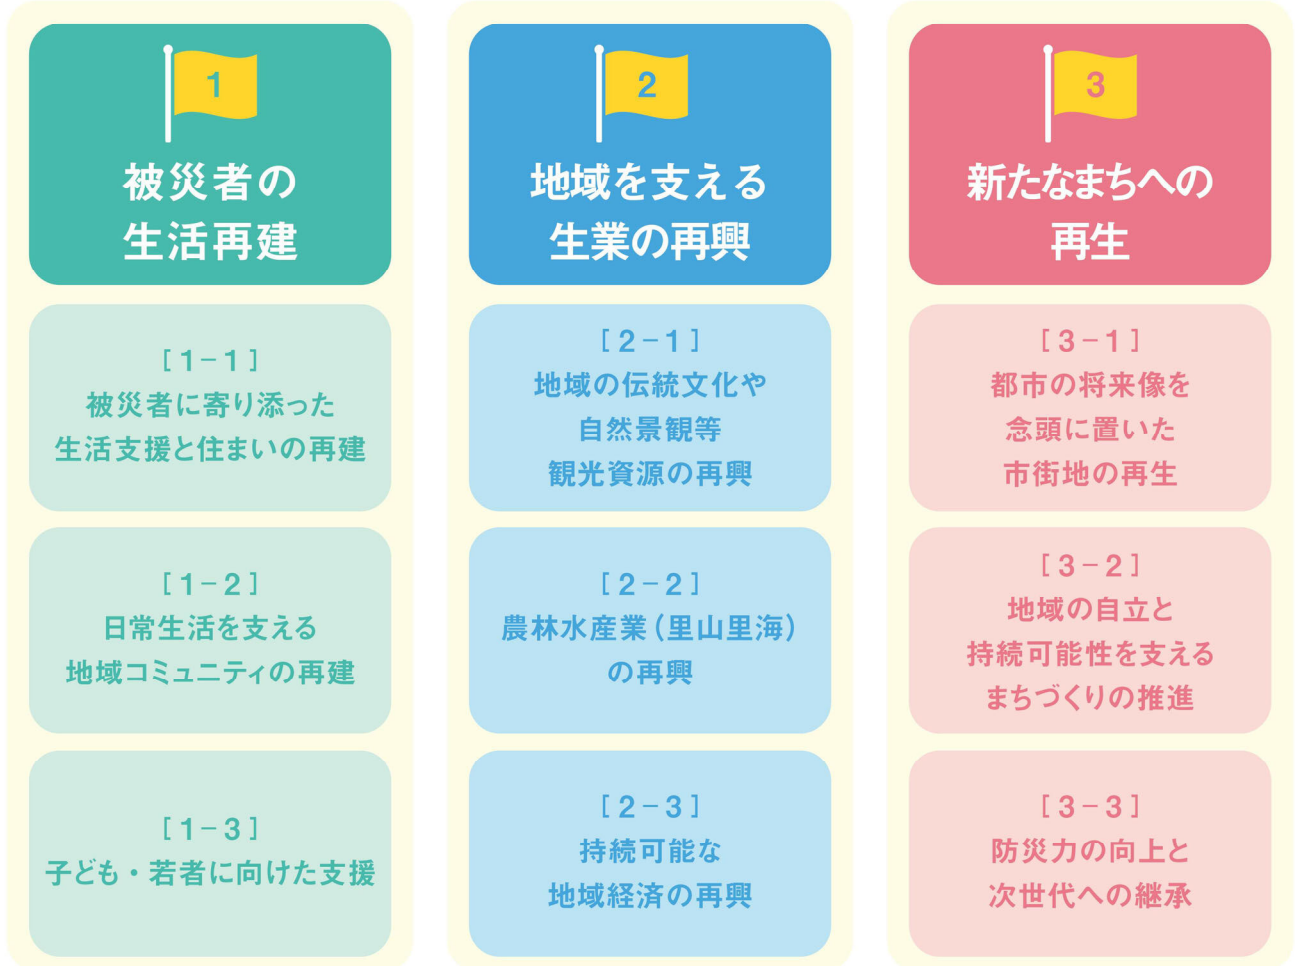 1
被災者の
生活再建
[1−1]
被災者に寄り添った
生活支援と住まいの再建
[1−2]
日常生活を支える
地域コミュニティの再建
[1−3]
子ども・若者に向けた支援
2
地域を支える
生業の再興
[2−1]
地域の伝統文化や
自然景観等
観光資源の再興
[2−2]
農林水産業(里山里海)
の再興
[2−3]
持続可能な
地域経済の再興
3
新たなまちへの
再生
[3−1]
都市の将来像を
念頭に置いた
市街地の再生
[3−2]
地域の自立と
持続可能性を支える
まちづくりの推進
[3−3]
防災力の向上と
次世代への継承